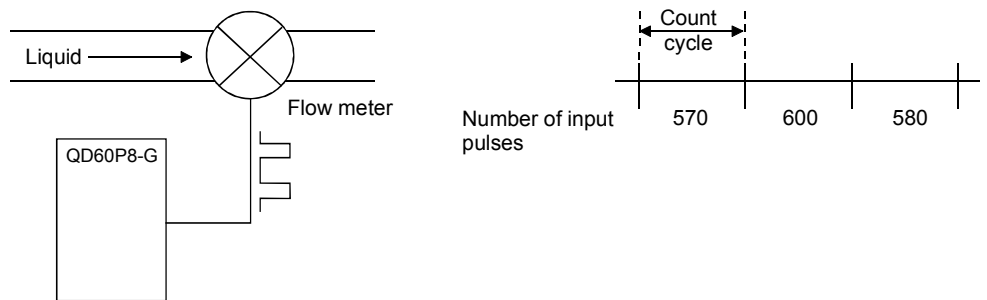 Liquid
Flow meter
QD60P8-G
Count
cycle
Number of input
pulses
570 600 580